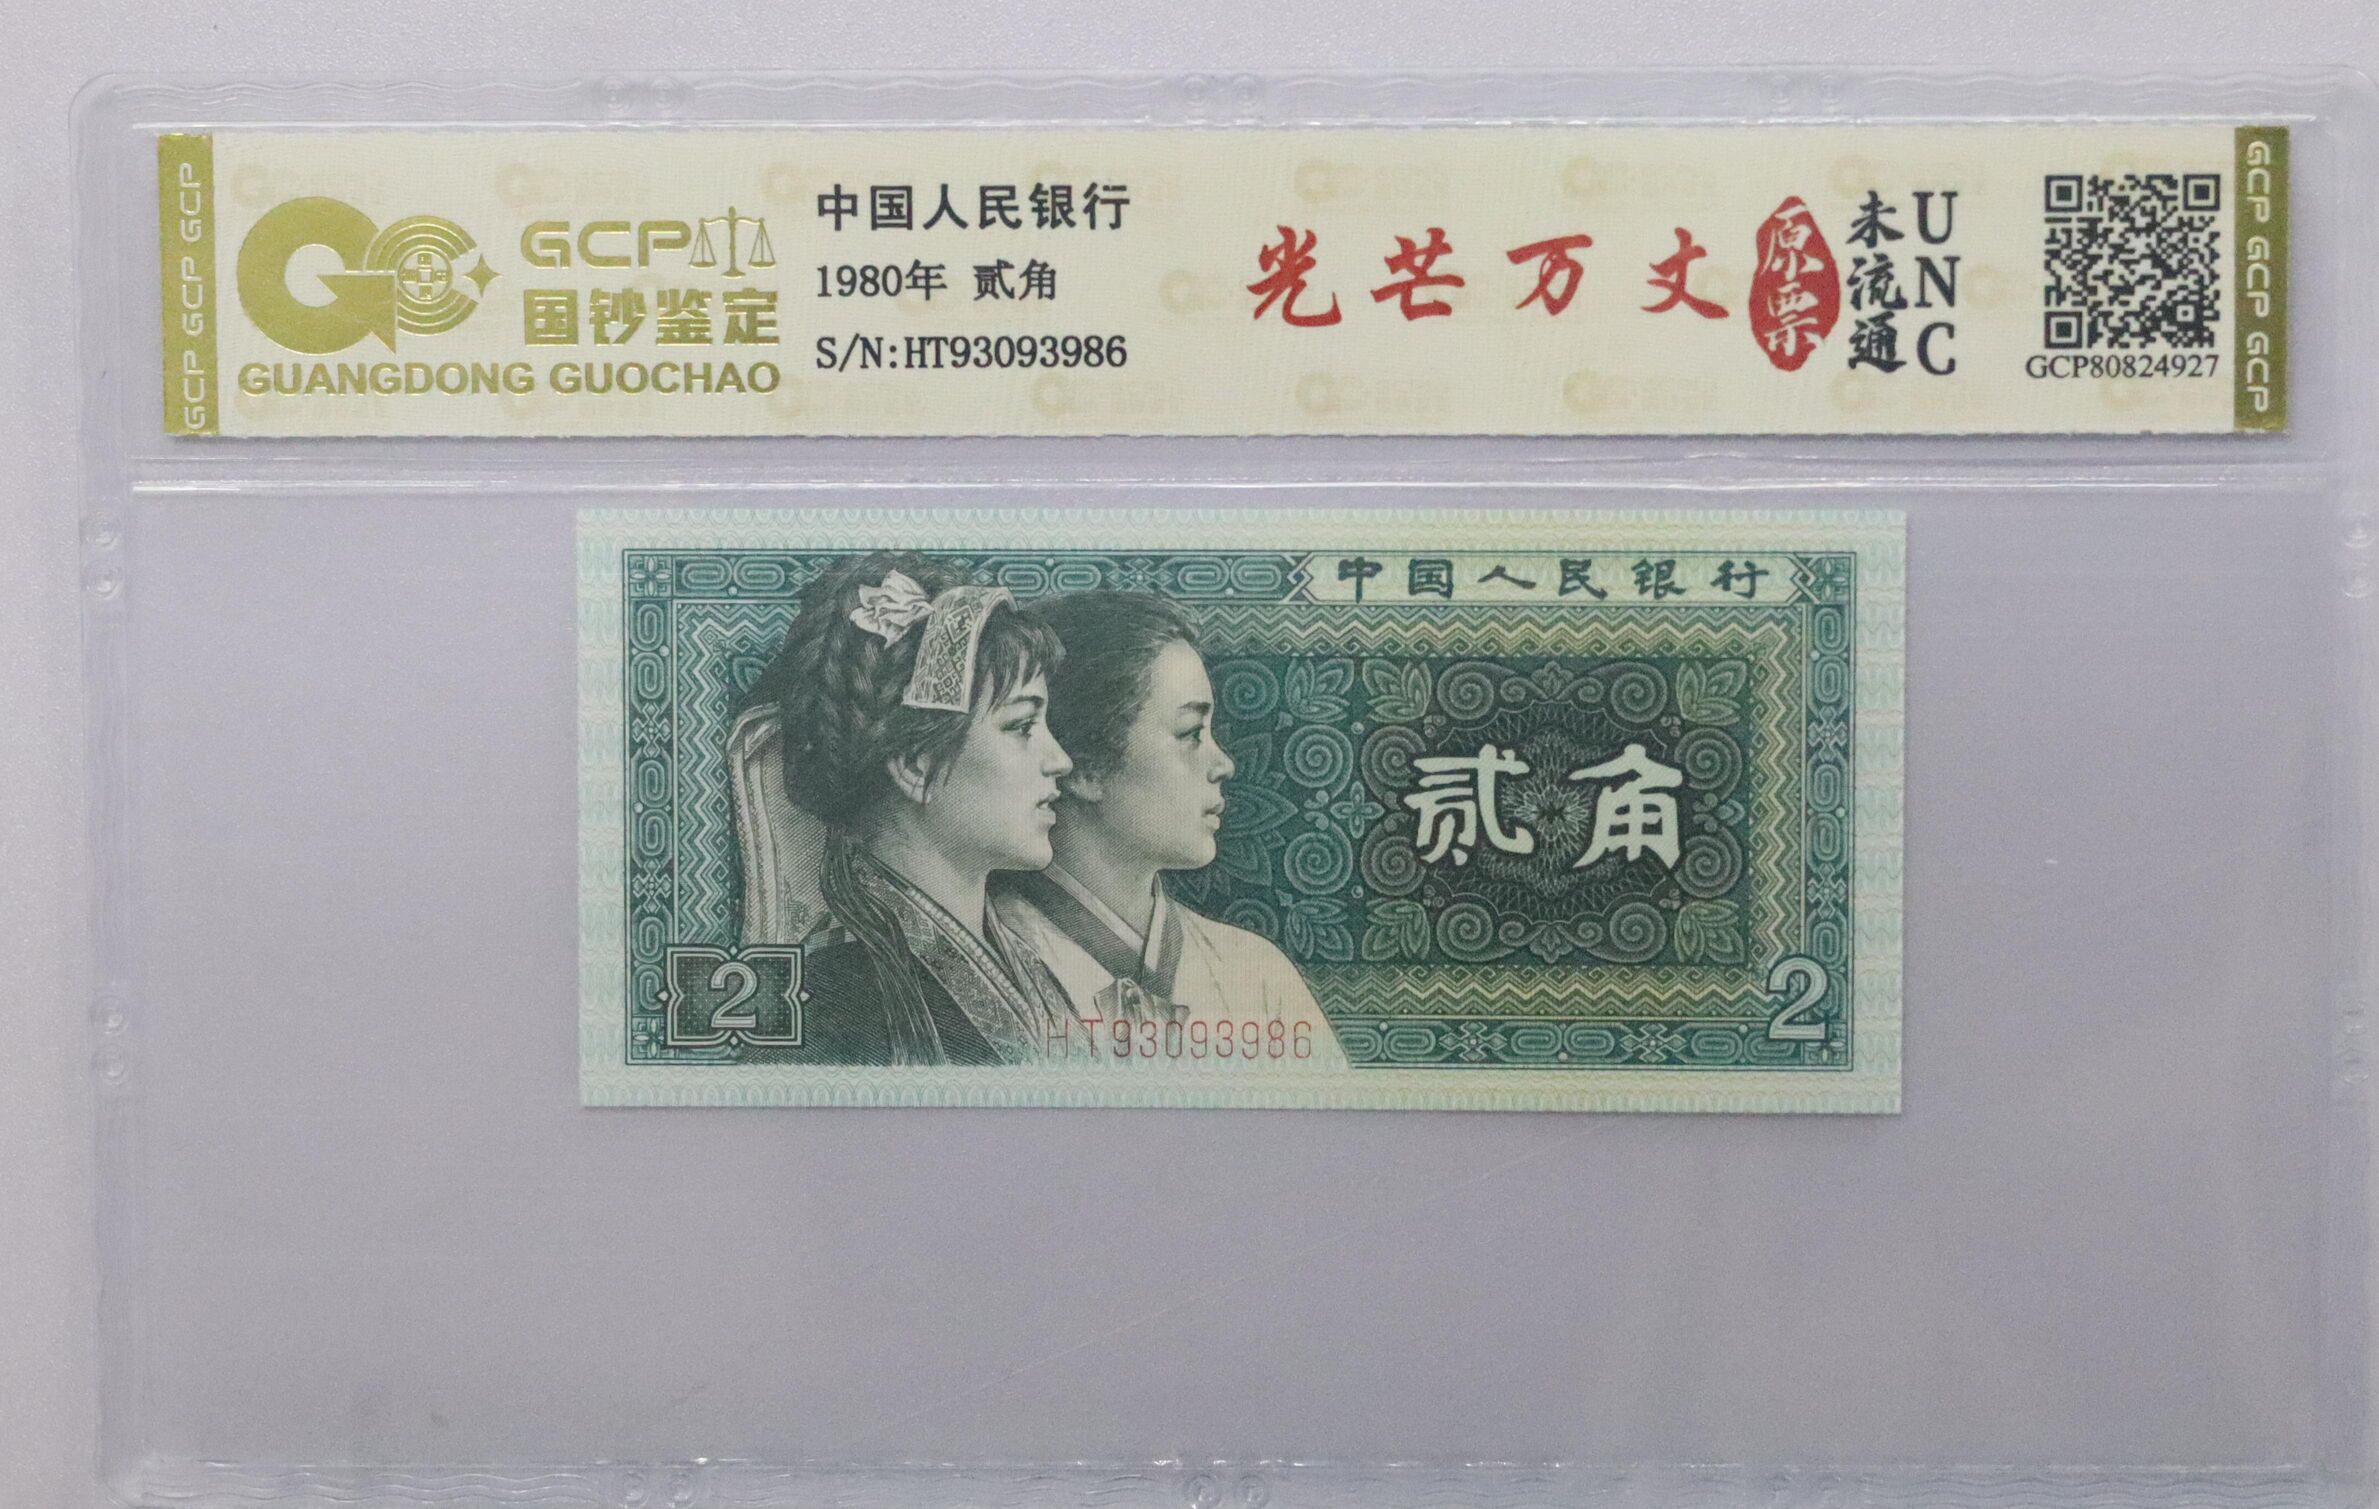 GCP GCP GCP
GCP
国钞鉴定
GUANGDONG GUOCHAO
中国人民银行
1980年 贰角
S/N:HT93093986
光芒万丈
原票
未流通
UNC
GCP80824927
GCP GCP GCP
中国人民银行
贰角
2
2
HT93093986